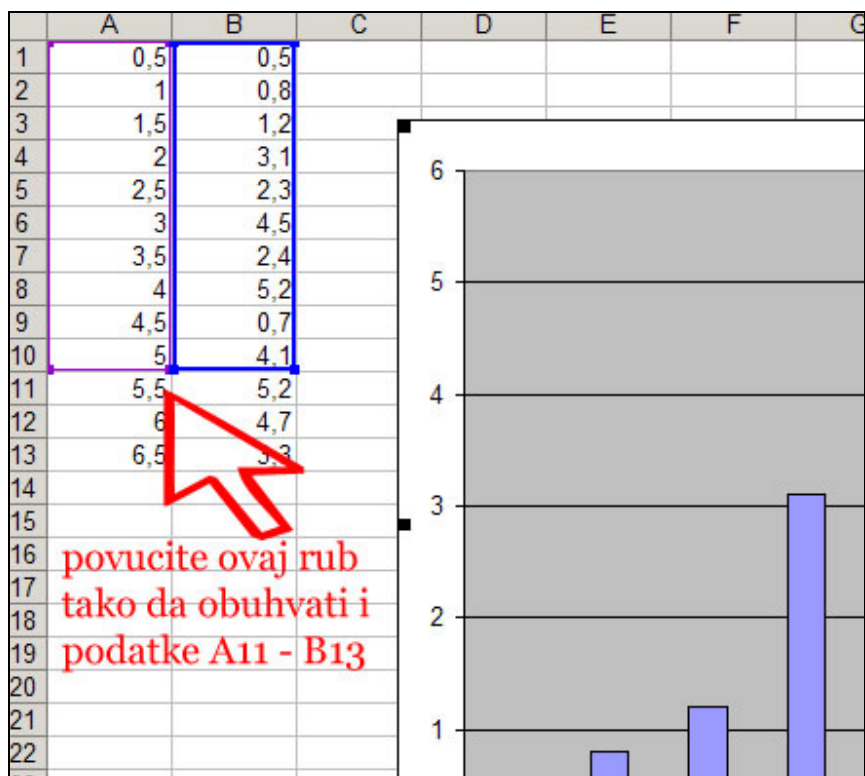 A B C D E F G
1 0,5 0,5
2 1 0,8
3 1,5 1,2
4 2 3,1
5 2,5 2,3
6 3 4,5
7 3,5 2,4
8 4 5,2
9 4,5 0,7
10 5 4,1
11 5,5 5,2
12 6 4,7
13 6,5
14
15
16
17
18
19
20
21
22
povucite ovaj rub
tako da obuhvati i
podatke A11 - B13
6
5
4
3
2
1